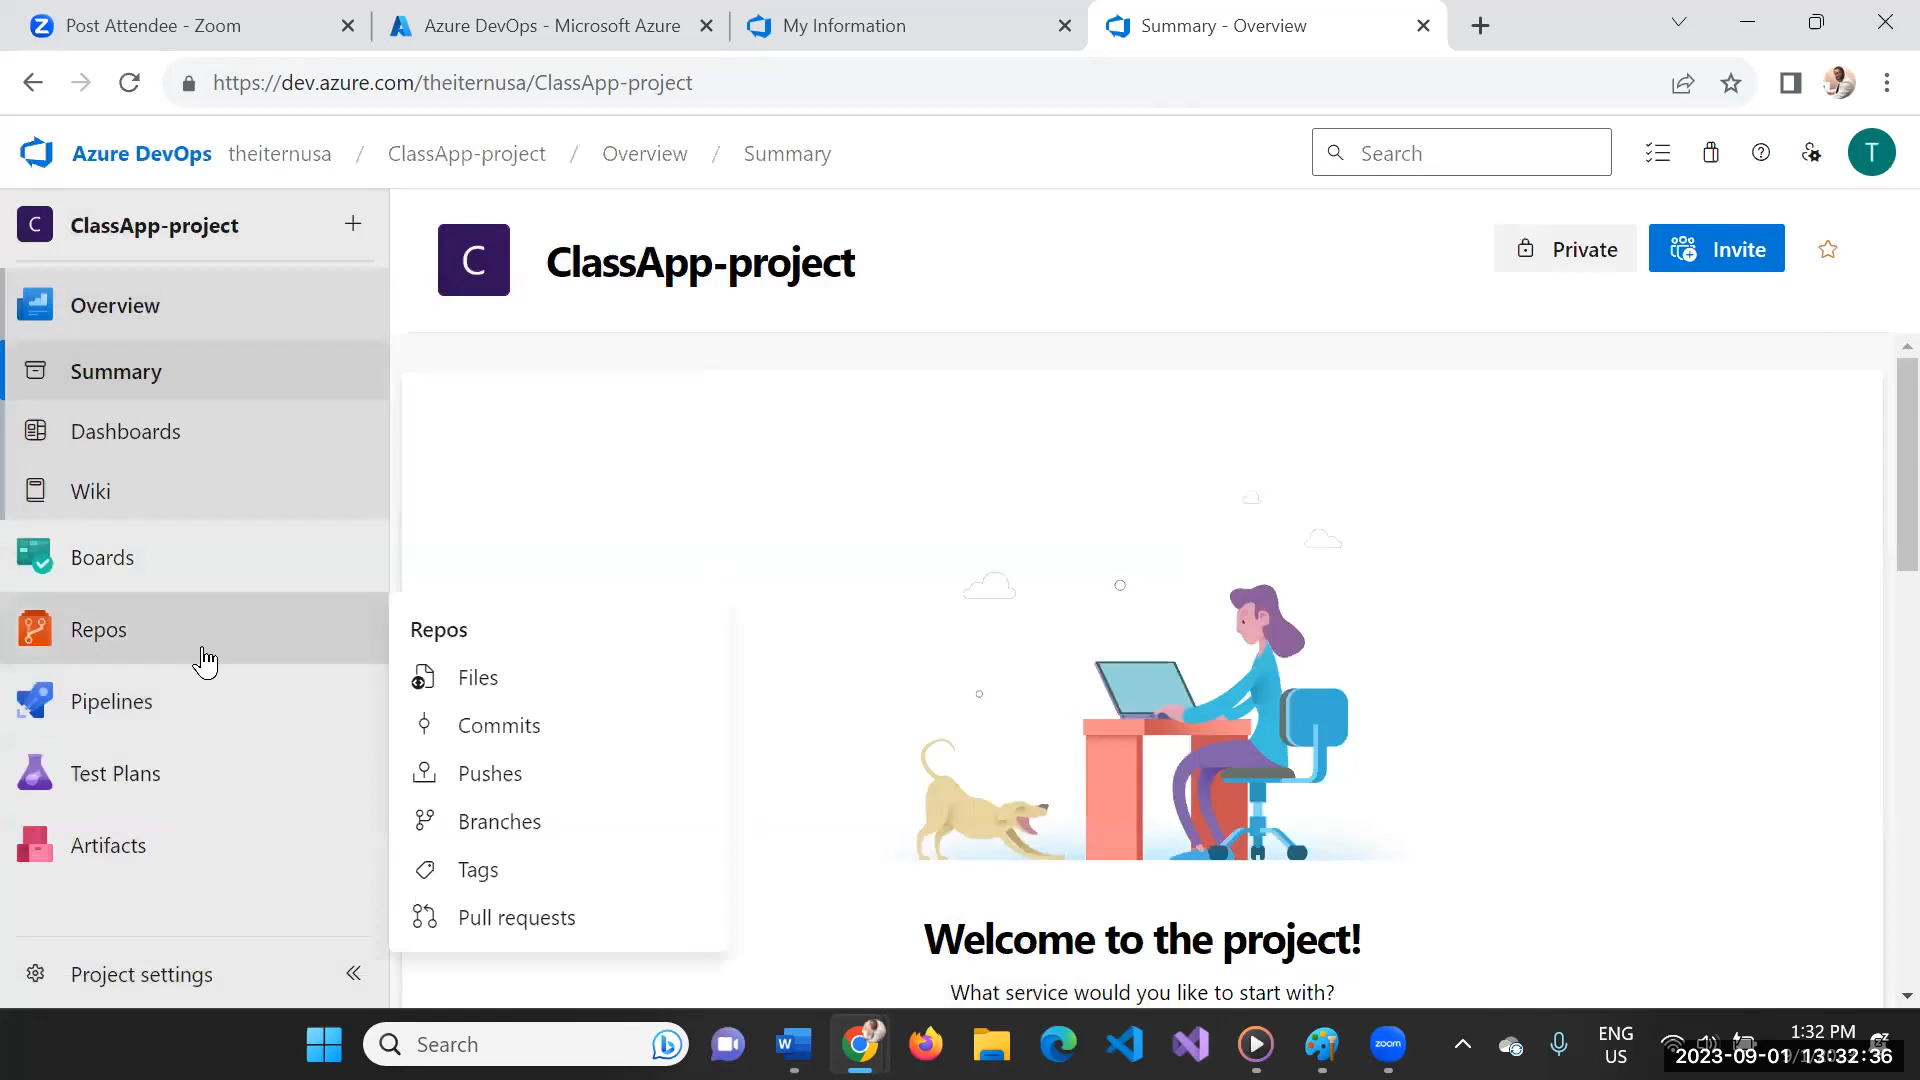 Post Attendee - Zoom
Azure DevOps - Microsoft Azure
My Information
Summary - Overview
https://dev.azure.com/theiternusa/ClassApp-project
Azure DevOps theiternusa / ClassApp-project / Overview / Summary
Search
T
C ClassApp-project
Overview
Summary
Dashboards
Wiki
Boards
Repos
Pipelines
Test Plans
Artifacts
Project settings
C ClassApp-project
Private
Invite
Repos
Files
Commits
Pushes
Branches
Tags
Pull requests
Welcome to the project!
What service would you like to start with?
Search
W
zoom
ENG
US
1:32 PM
2023-09-01 13:32:36